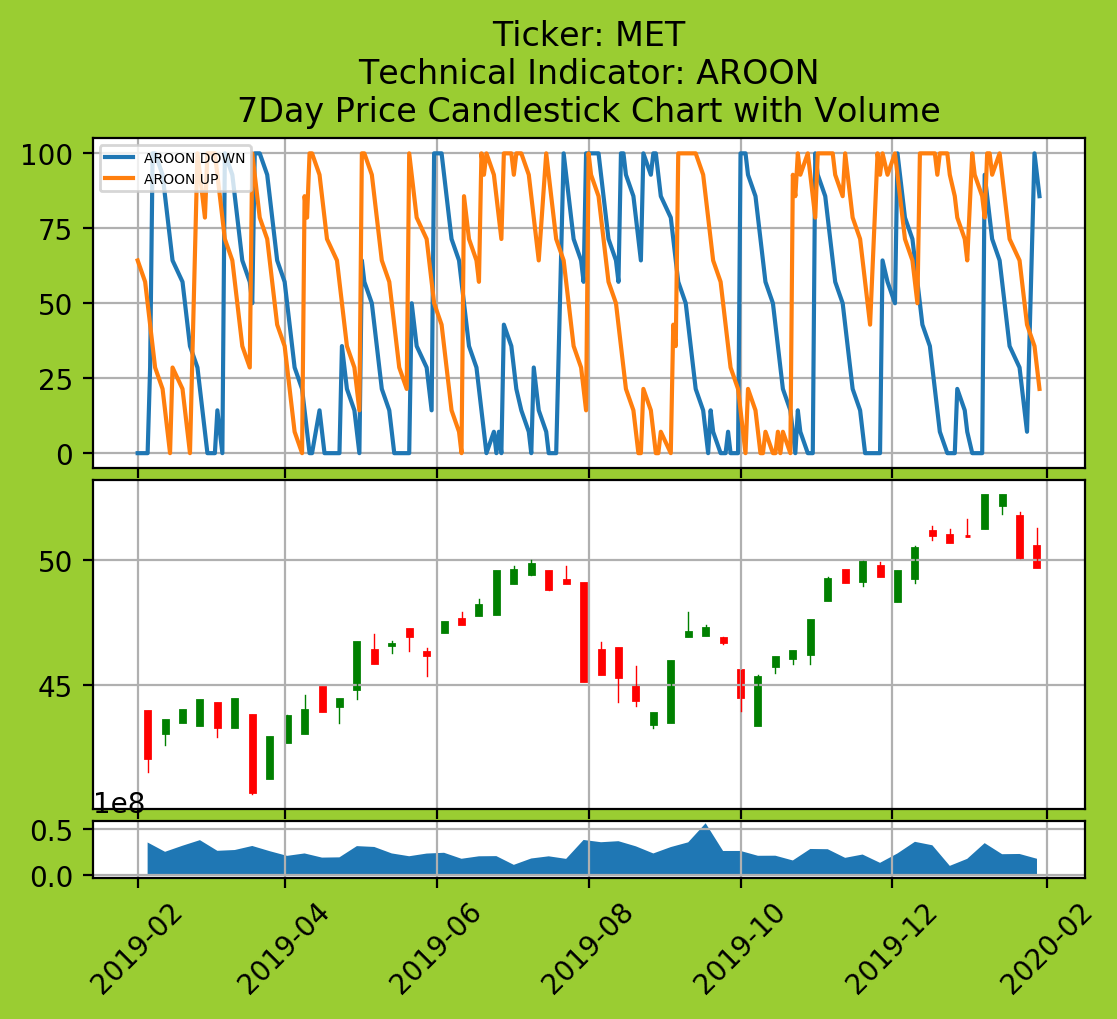 Ticker: MET
Technical Indicator: AROON
7Day Price Candlestick Chart with Volume
100
75
50
25
0
AROON DOWN
AROON UP
50
45
1e8
0.5
0.0
2019-02
2019-04
2019-06
2019-08
2019-10
2019-12
2020-02